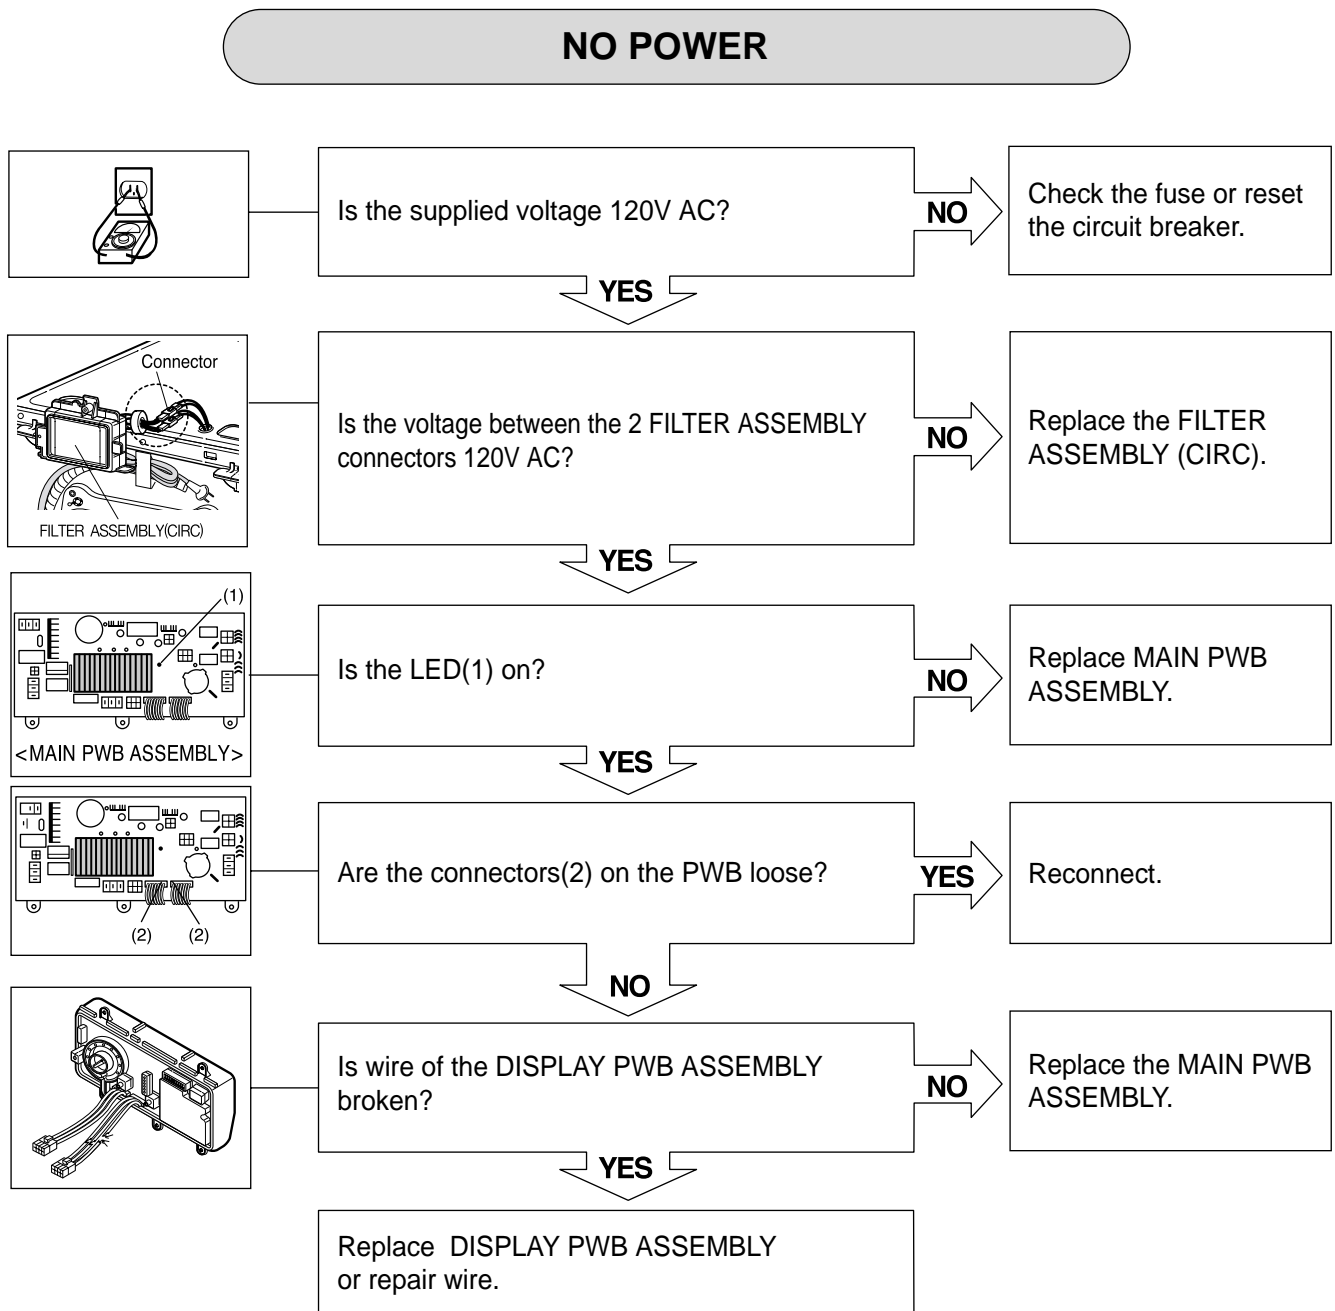 NO POWER
Is the supplied voltage 120V AC?
NO
Check the fuse or reset
the circuit breaker.
YES
Connector
FILTER ASSEMBLY(CIRC)
Is the voltage between the 2 FILTER ASSEMBLY
connectors 120V AC?
NO
Replace the FILTER
ASSEMBLY (CIRC).
YES
(1)
<MAIN PWB ASSEMBLY>
Is the LED(1) on?
NO
Replace MAIN PWB
ASSEMBLY.
YES
(2) (2)
Are the connectors(2) on the PWB loose?
YES
Reconnect.
NO
Is wire of the DISPLAY PWB ASSEMBLY
broken?
NO
Replace the MAIN PWB
ASSEMBLY.
YES
Replace DISPLAY PWB ASSEMBLY
or repair wire.